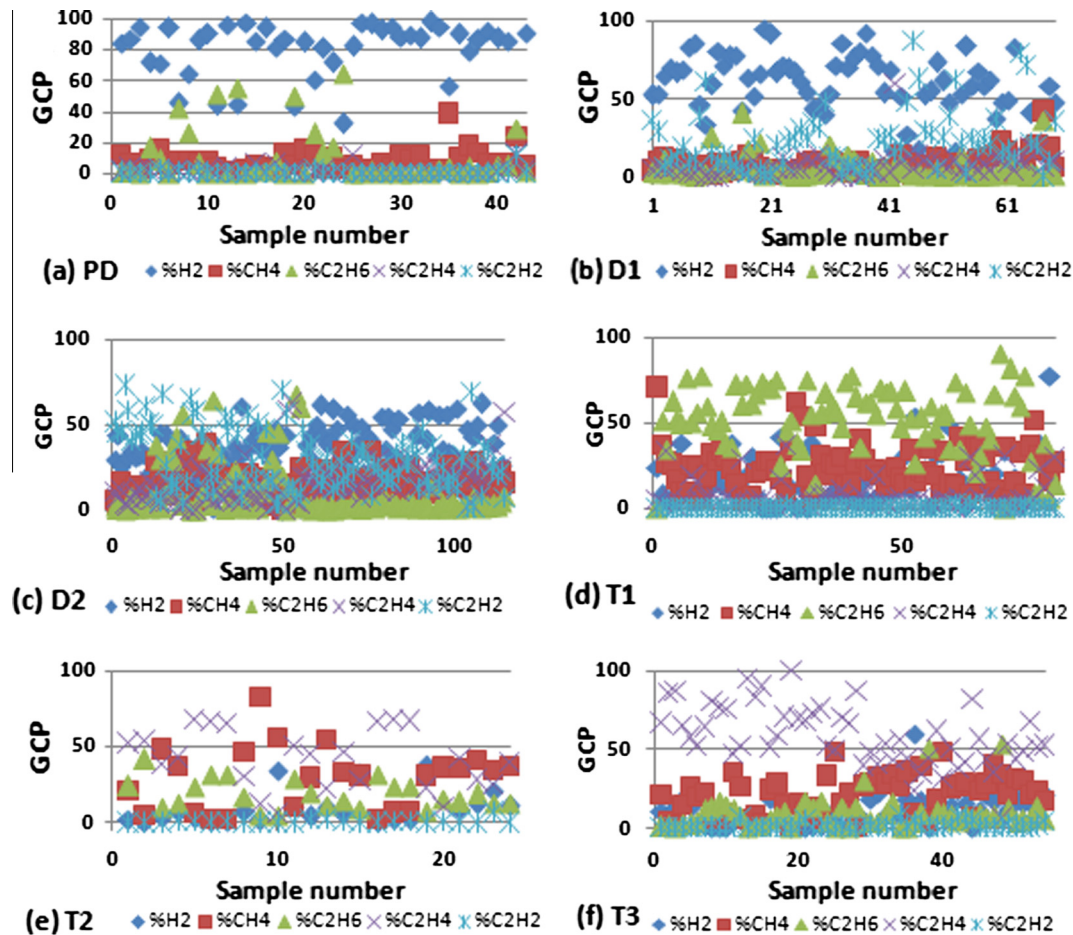 GCP
100
80
60
40
20
0
0 10 20 30 40
Sample number
(a) PD %H2 %CH4 %C2H6 %C2H4 %C2H2
GCP
100
50
0
1 21 41 61
Sample number
(b) D1
%H2 %CH4 %C2H6 %C2H4 %C2H2
GCP
100
50
0
0 50 100
Sample number
(c) D2 %H2 %CH4 %C2H6 %C2H4 %C2H2
GCP
100
50
0
0 50
Sample number
(d) T1
%H2 %CH4 %C2H6 %C2H4 %C2H2
GCP
100
50
0
0 10 20
Sample number
(e) T2 %H2 %CH4 %C2H6 %C2H4 %C2H2
GCP
100
50
0
0 20 40
Sample number
(f) T3 %H2 %CH4 %C2H6 %C2H4 %C2H2